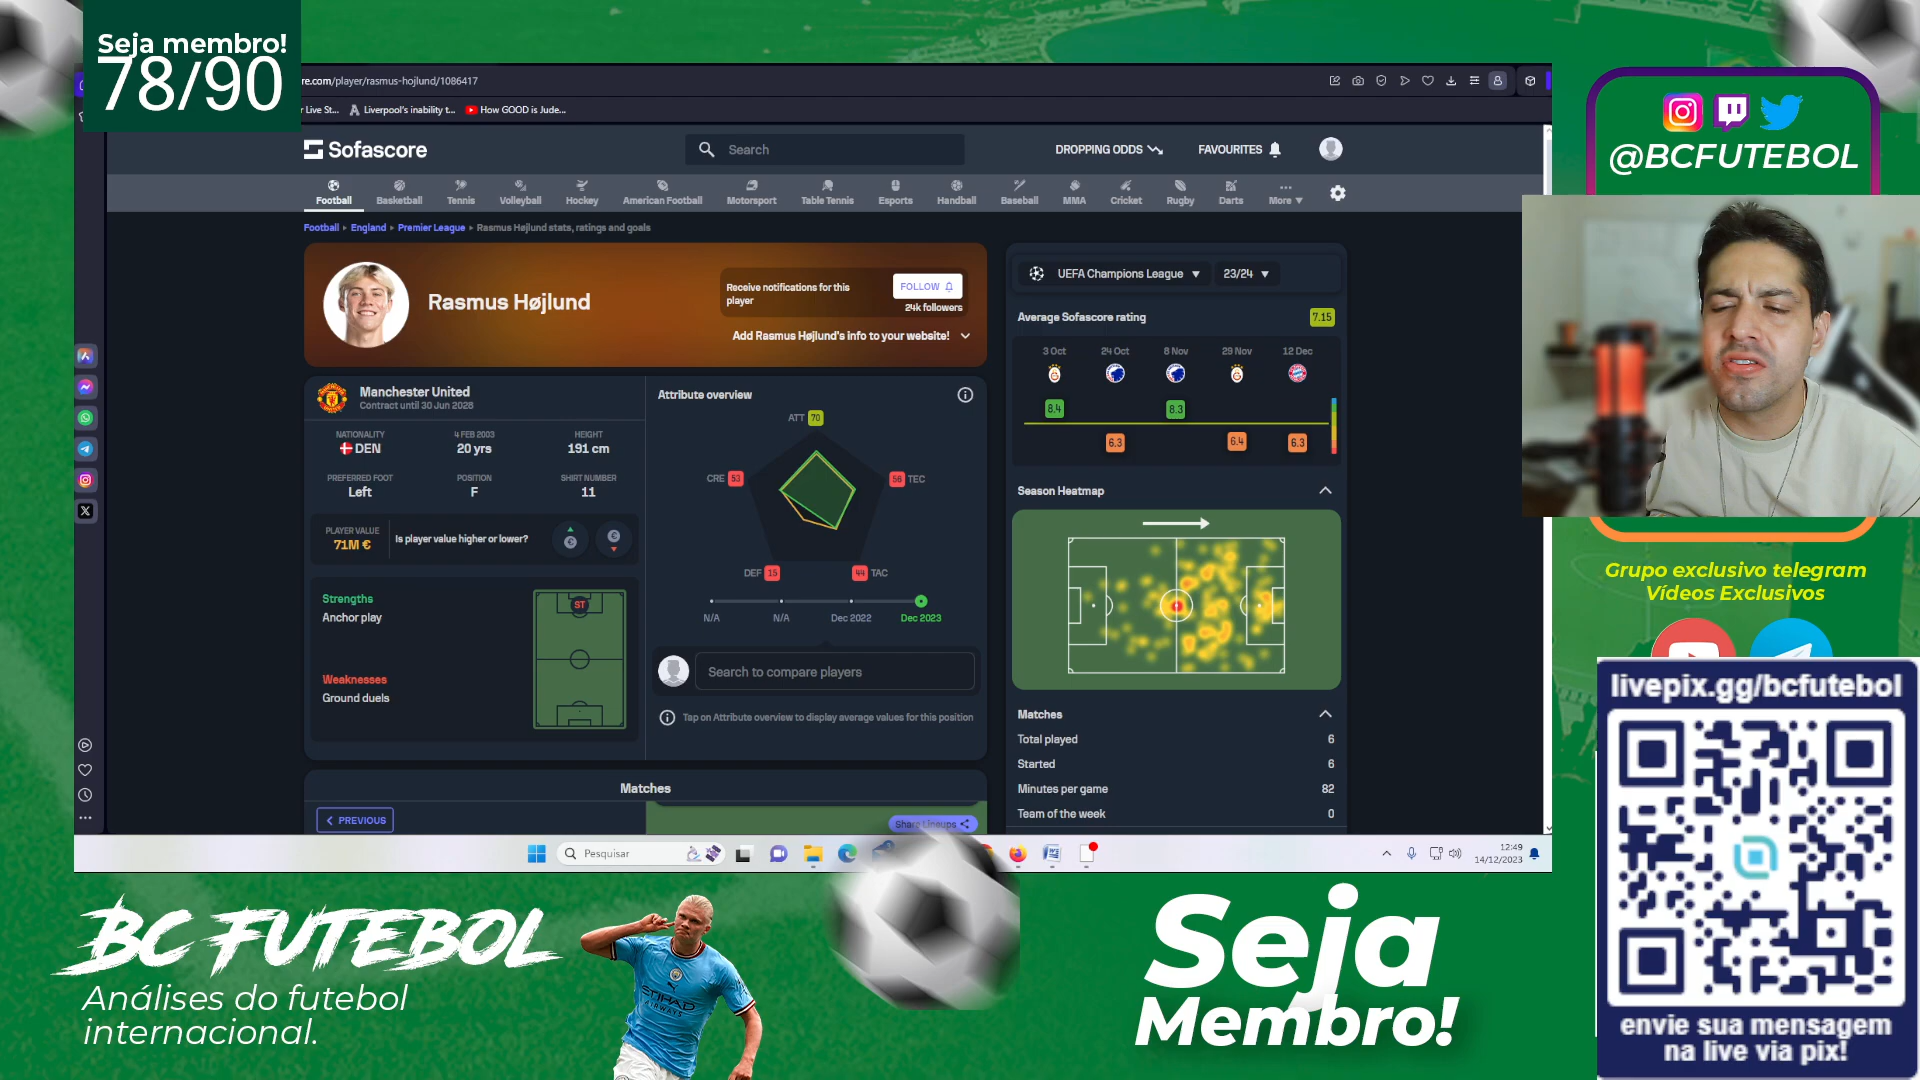 Seja membro!
78/90
re.com/player/rasmus-hojlund/1086417
r Live St...
Liverpool's inability t...
How GOOD is Jude...
Sofascore
Search
DROPPING ODDS
FAVOURITES
Football
Basketball
Tennis
Volleyball
Hockey
American Football
Motorsport
Table Tennis
Esports
Handball
Baseball
MMA
Cricket
Rugby
Darts
More
Football
England
Premier League
Rasmus Højlund stats, ratings and goals
Rasmus Højlund
Receive notifications for this
player
FOLLOW
24k followers
Add Rasmus Højlund's info to your website!
Manchester United
Contract until 30 Jun 2028
NATIONALITY
DEN
4 FEB 2003
20 yrs
HEIGHT
191 cm
PREFERRED FOOT
Left
POSITION
F
SHIRT NUMBER
11
PLAYER VALUE
71M €
Is player value higher or lower?
Strengths
Anchor play
Weaknesses
Ground duels
ST
Attribute overview
ATT 70
CRE 53
56 TEC
DEF 15
44 TAC
N/A
N/A
Dec 2022
Dec 2023
Search to compare players
Tap on Attribute overview to display average values for this position
Matches
PREVIOUS
Share Lineups
UEFA Champions League
23/24
Average Sofascore rating
7.15
3 Oct
24 Oct
8 Nov
29 Nov
12 Dec
8.4
8.3
6.3
6.4
6.3
Season Heatmap
Matches
Total played 6
Started 6
Minutes per game 82
Team of the week 0
Pesquisar
12:49
14/12/2023
@BCFUTEBOL
Grupo exclusivo telegram
Vídeos Exclusivos
livepix.gg/bcfutebol
envie sua mensagem
na live via pix!
BC FUTEBOL
Análises do futebol
internacional.
ETIHAD
AIRWAYS
Seja
Membro!